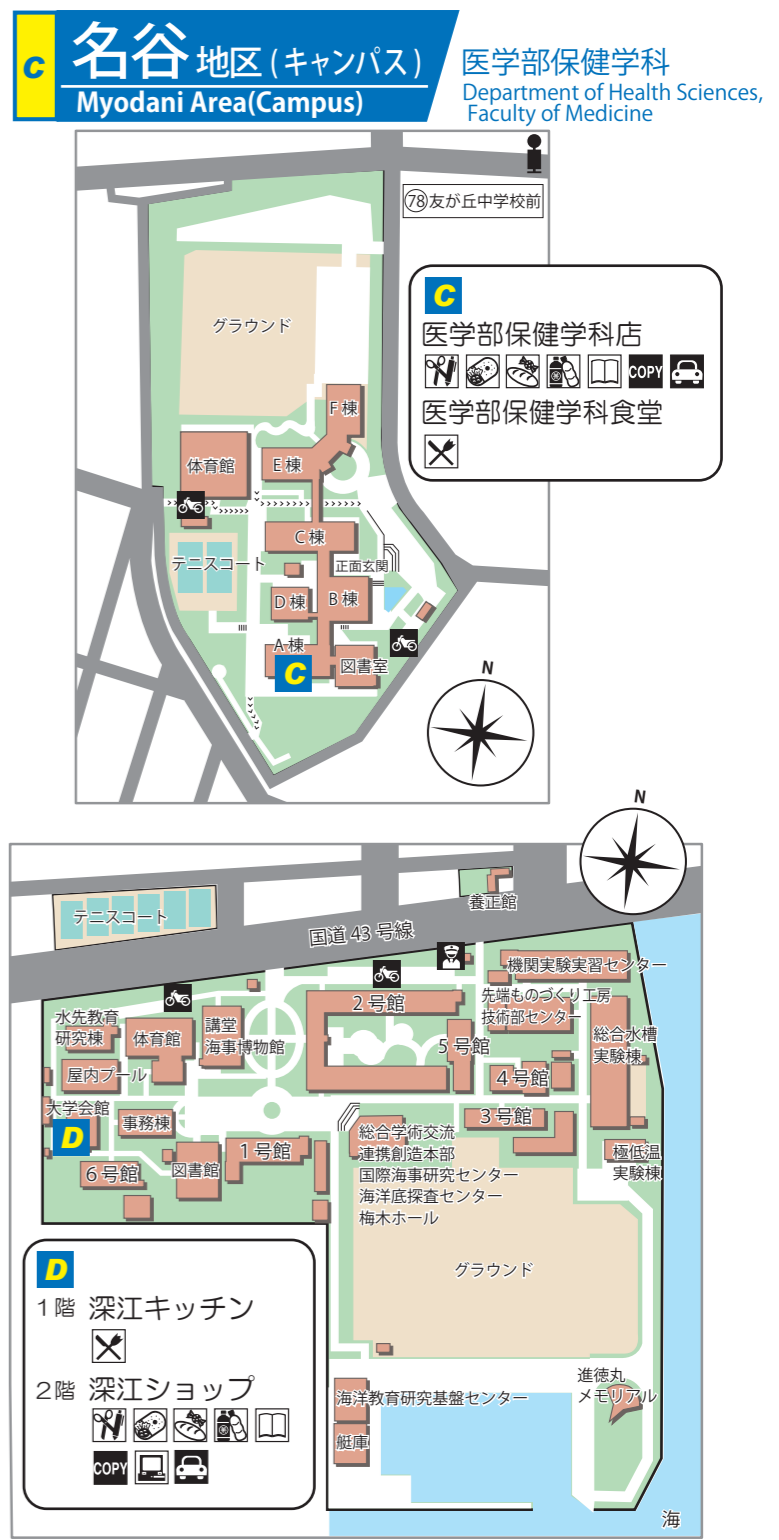 C
名谷 地区 (キャンパス)
Myodani Area(Campus)
医学部保健学科
Department of Health Sciences,
Faculty of Medicine
78友が丘中学校前
グラウンド
C
医学部保健学科店
COPY
医学部保健学科食堂
F棟
体育館
E棟
C棟
テニスコート
正面玄関
D棟
B棟
A棟
C
図書室
N
N
テニスコート
養正館
国道43号線
機関実験実習センター
水先教育
研究棟
体育館
講堂
海事博物館
2号館
先端ものづくり工房
技術部センター
5号館
総合水槽
実験棟
屋内プール
4号館
大学会館
D
事務棟
3号館
総合学術交流
連携創造本部
国際海事研究センター
海洋底探査センター
梅木ホール
1号館
6号館
図書館
極低温
実験棟
グラウンド
D
1階 深江キッチン
2階 深江ショップ
COPY
海洋教育研究基盤センター
艇庫
進徳丸
メモリアル
海